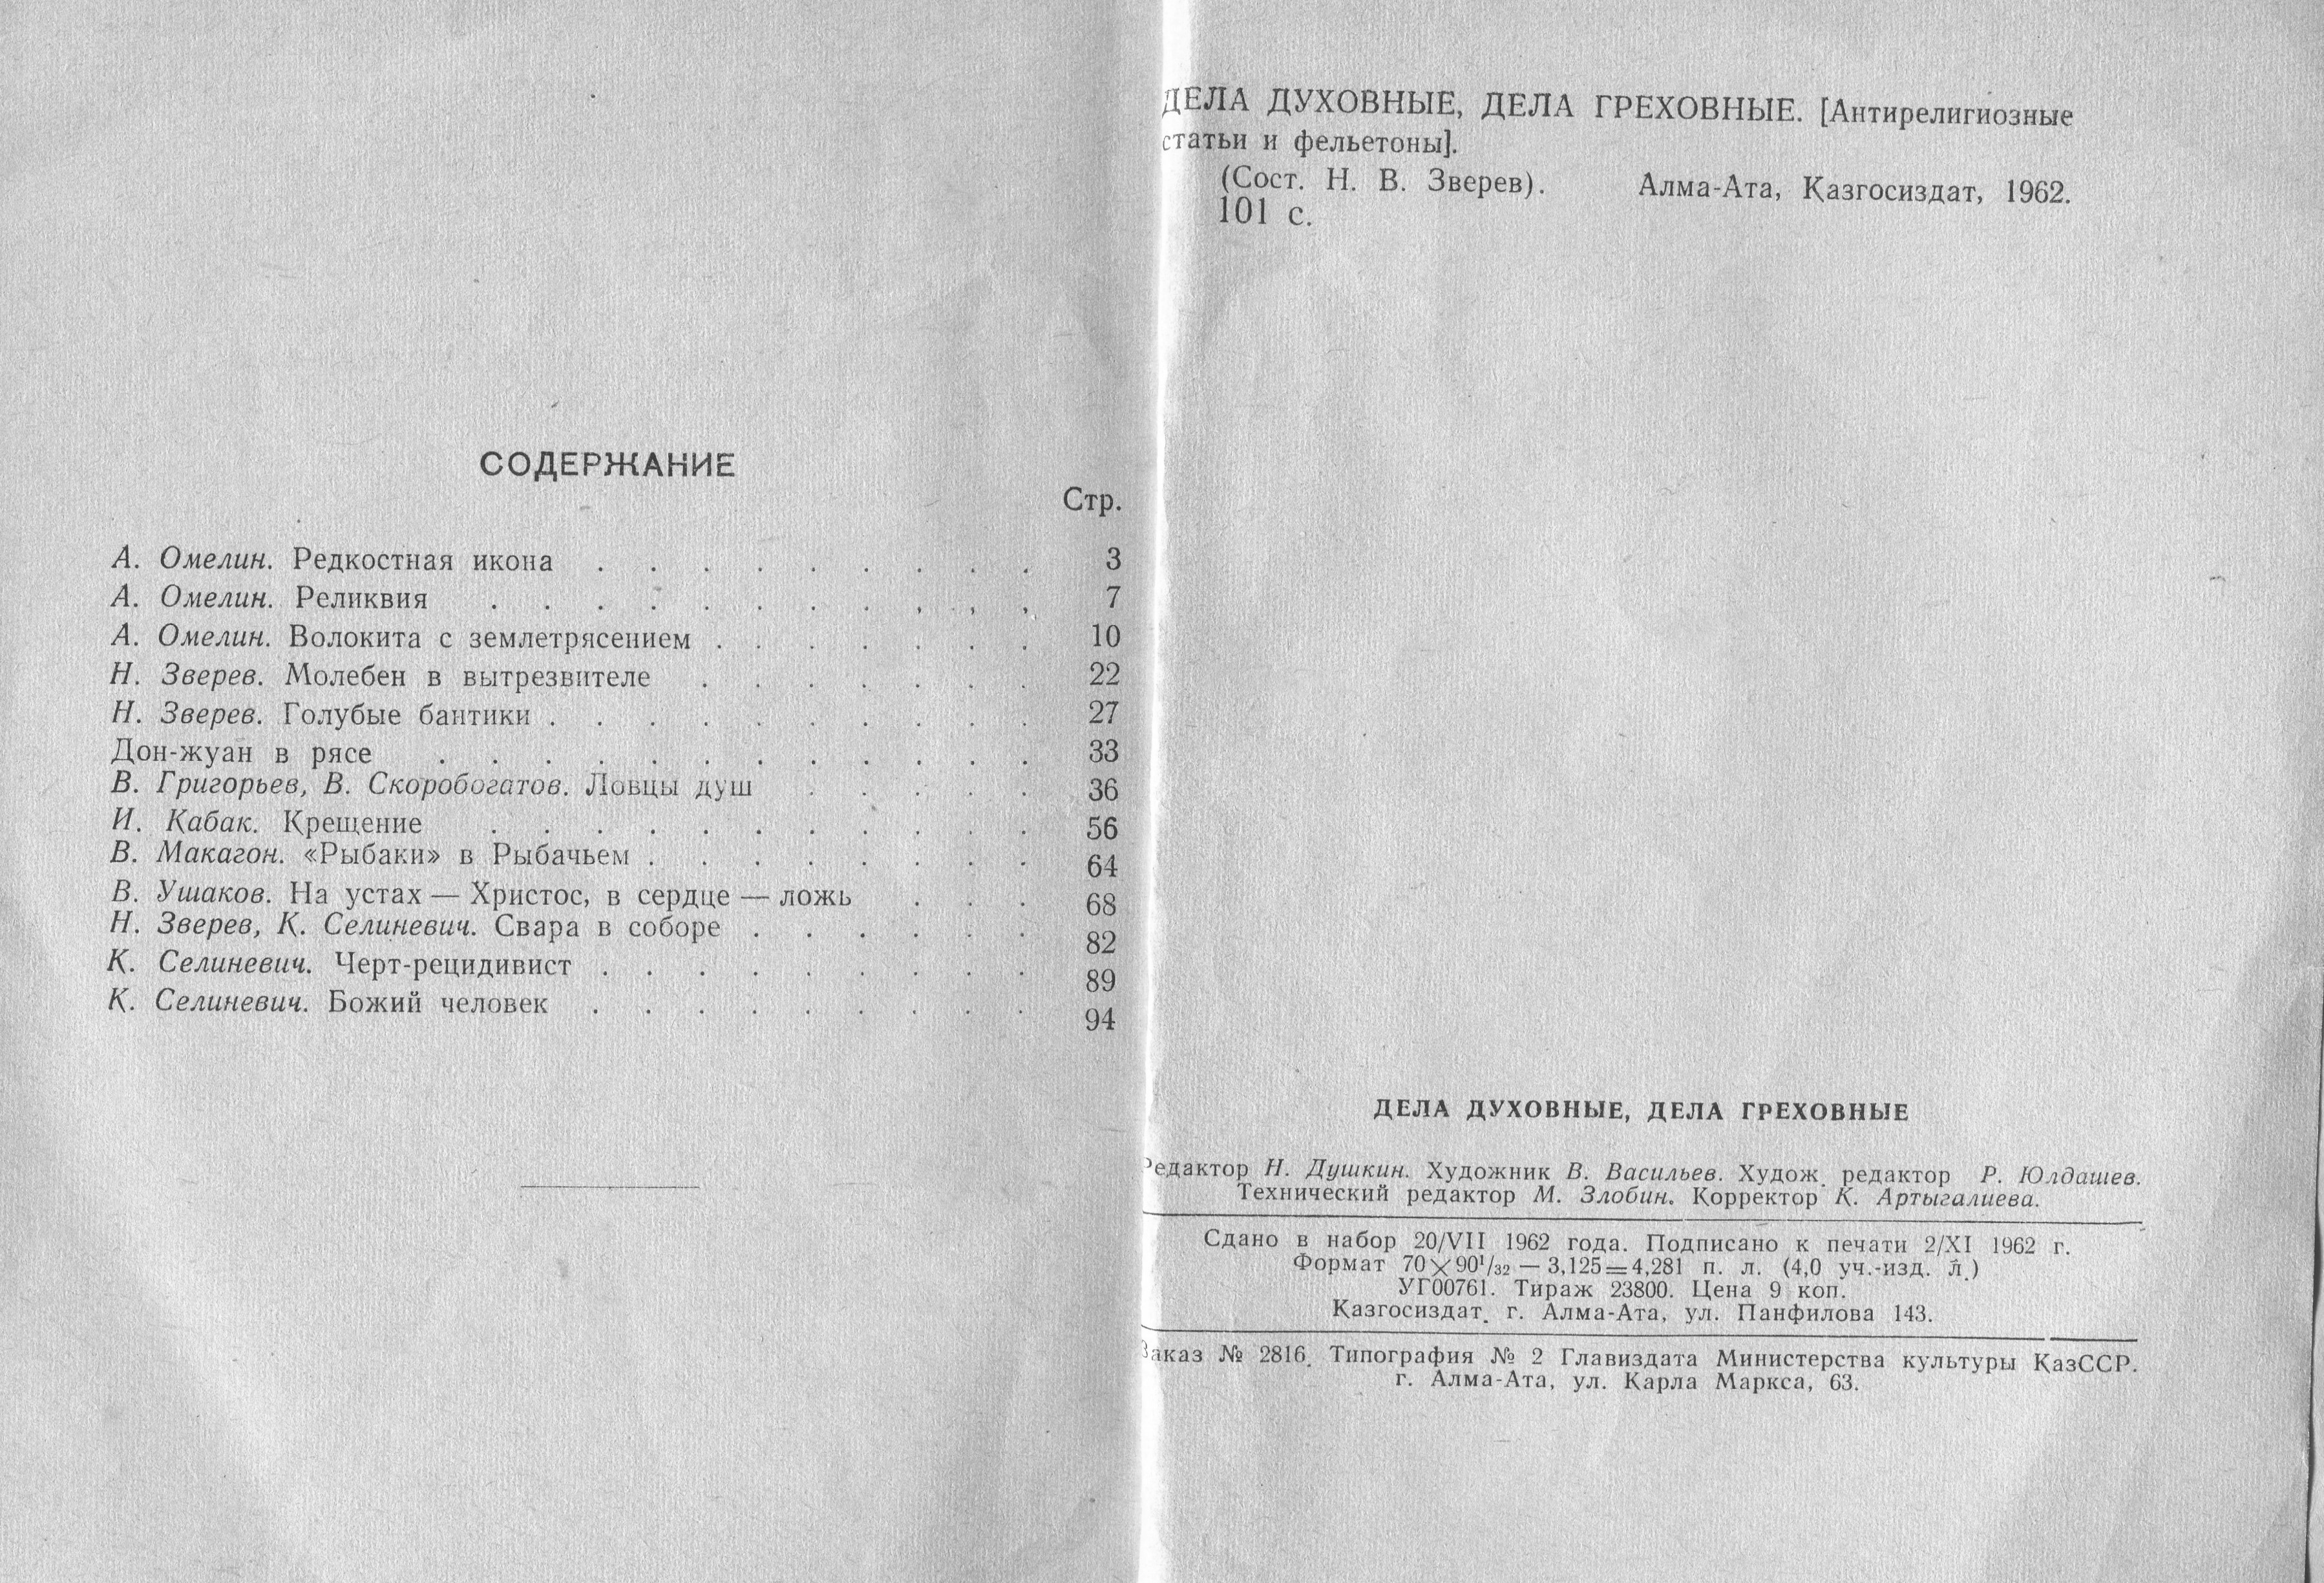 СОДЕРЖАНИЕ
Стр.
А. Омелин. Редкостная икона . . . . . . . . . 3
А. Омелин. Реликвия . . . . . . . . . . . 7
А. Омелин. Волокита с землетрясением . . . . . . . 10
Н. Зверев. Молебен в вытрезвителе . . . . . . . 22
Н. Зверев. Голубые бантики . . . . . . . . . . 27
Дон-жуан в рясе . . . . . . . . . . . . 33
В. Григорьев, В. Скоробогатов. Ловцы душ . . . . . 36
И. Кабак. Крещение . . . . . . . . . . . 56
В. Макагон. «Рыбаки» в Рыбачьем . . . . . . . . 64
В. Ушаков. На устах — Христос, в сердце — ложь . . . 68
Н. Зверев, К. Селиневич. Свара в соборе . . . . . . 82
К. Селиневич. Черт-рецидивист . . . . . . . . . 89
К. Селиневич. Божий человек . . . . . . . . . 94
ДЕЛА ДУХОВНЫЕ, ДЕЛА ГРЕХОВНЫЕ. [Антирелигиозные
статьи и фельетоны].
(Сост. Н. В. Зверев). Алма-Ата, Казгосиздат, 1962.
101 с.
ДЕЛА ДУХОВНЫЕ, ДЕЛА ГРЕХОВНЫЕ
Редактор Н. Душкин. Художник В. Васильев. Худож. редактор Р. Юлдашев.
Технический редактор М. Злобин. Корректор К. Артыгалиева.
Сдано в набор 20/VII 1962 года. Подписано к печати 2/XI 1962 г.
Формат 70×90¹/₃₂ — 3,125=4,281 п. л. (4,0 уч.-изд. л.)
УГ00761. Тираж 23800. Цена 9 коп.
Казгосиздат. г. Алма-Ата, ул. Панфилова 143.
Заказ № 2816. Типография № 2 Главиздата Министерства культуры КазССР.
г. Алма-Ата, ул. Карла Маркса, 63.